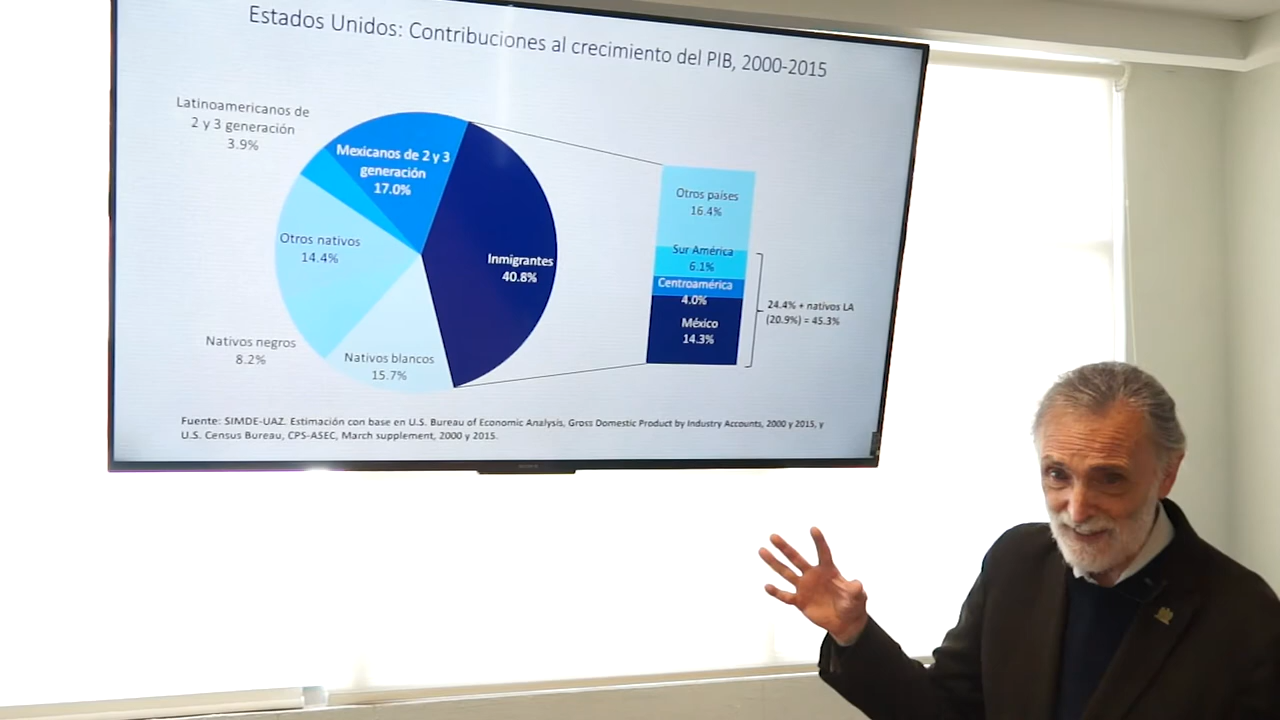 Estados Unidos: Contribuciones al crecimiento del PIB, 2000-2015
Latinoamericanos de
2 y 3 generación
3.9%
Mexicanos de 2 y 3
generación
17.0%
Otros nativos
14.4%
Inmigrantes
40.8%
Nativos negros
8.2%
Nativos blancos
15.7%
Otros países
16.4%
Sur América
6.1%
Centroamérica
4.0%
México
14.3%
24.4% + nativos LA
(20.9%) = 45.3%
Fuente: SIMDE-UAZ. Estimación con base en U.S. Bureau of Economic Analysis, Gross Domestic Product by Industry Accounts, 2000 y 2015, y
U.S. Census Bureau, CPS-ASEC, March supplement, 2000 y 2015.
SONY